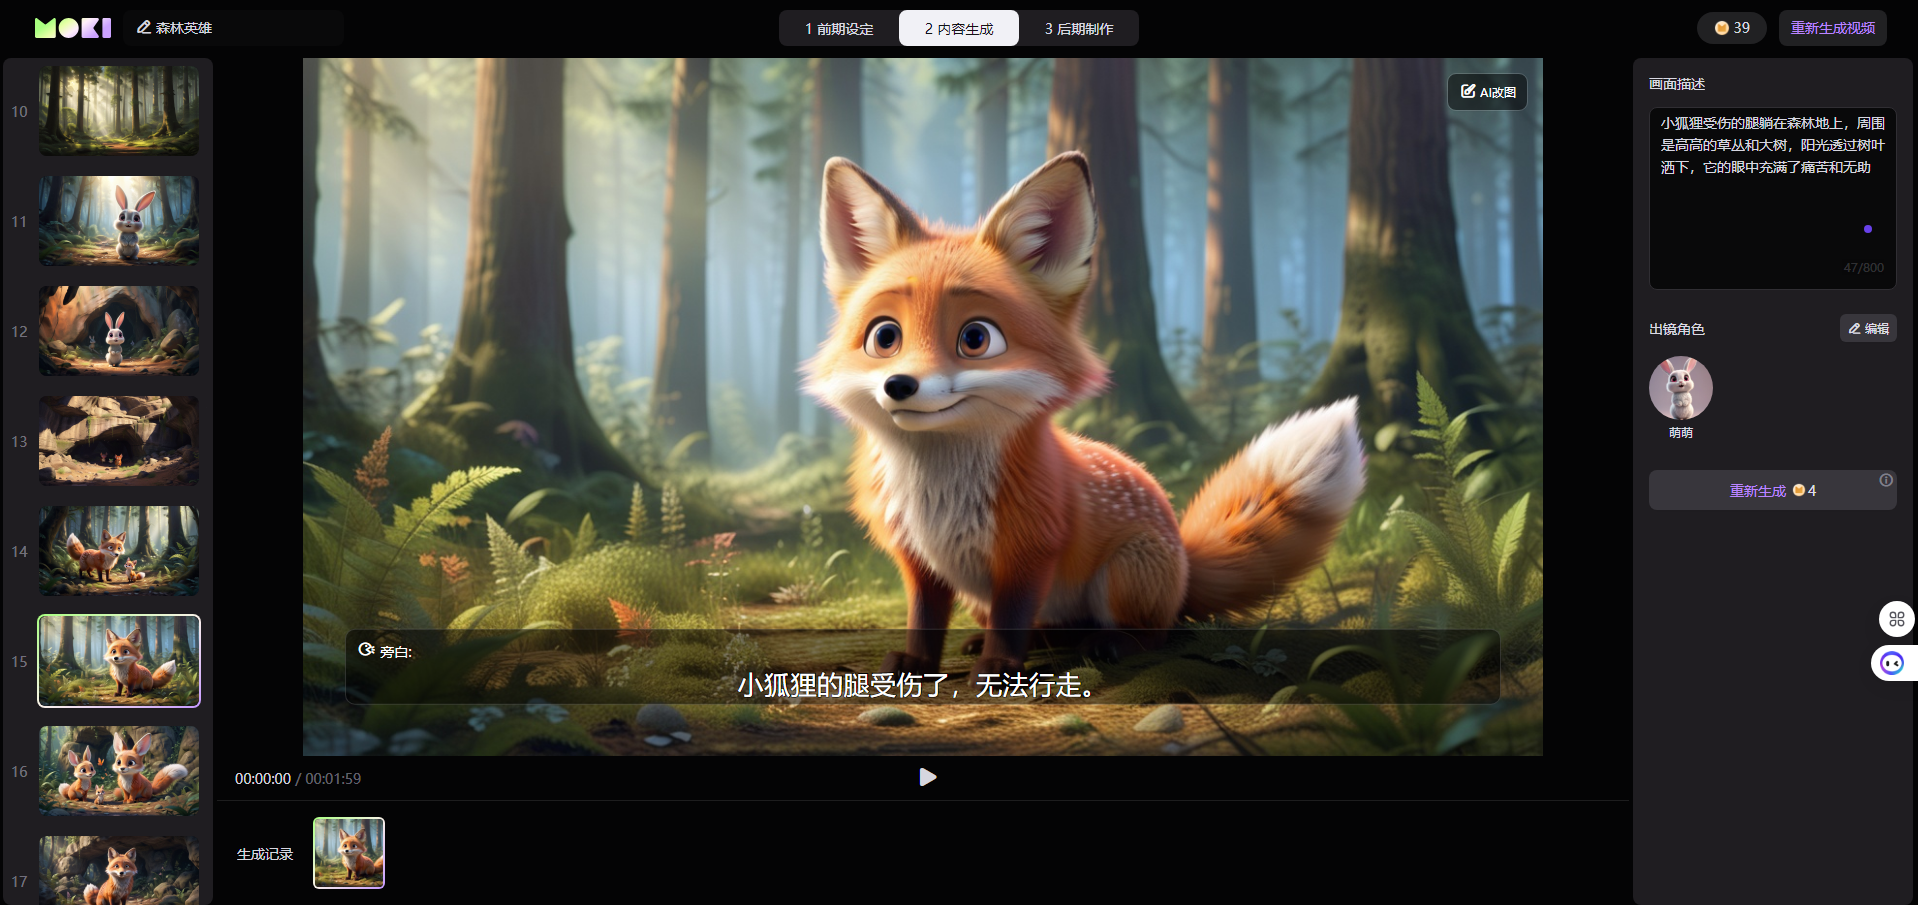 MOKI
森林英雄
1 前期设定
2 内容生成
3 后期制作
39
重新生成视频
10
11
12
13
14
15
16
17
AI改图
旁白:
小狐狸的腿受伤了，无法行走。
00:00:00 / 00:01:59
生成记录
画面描述
小狐狸受伤的腿躺在森林地上，周围
是高高的草丛和大树，阳光透过树叶
洒下，它的眼中充满了痛苦和无助
47/800
出镜角色
编辑
萌萌
重新生成 4